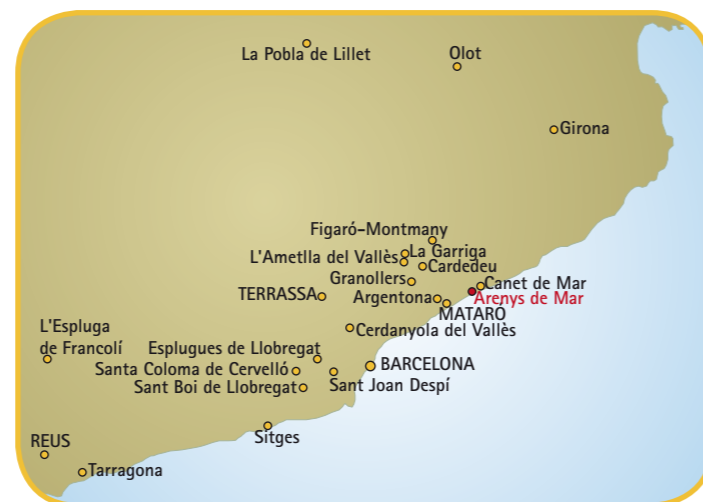 La Pobla de Lillet
Olot
Girona
Figaró-Montmany
La Garriga
L'Ametlla del Vallès
Cardedeu
Granollers
Canet de Mar
TERRASSA
Argentona
Arenys de Mar
MATARÓ
L'Espluga
de Francolí
Cerdanyola del Vallès
Esplugues de Llobregat
BARCELONA
Santa Coloma de Cervelló
Sant Boi de Llobregat
Sant Joan Despí
Sitges
REUS
Tarragona